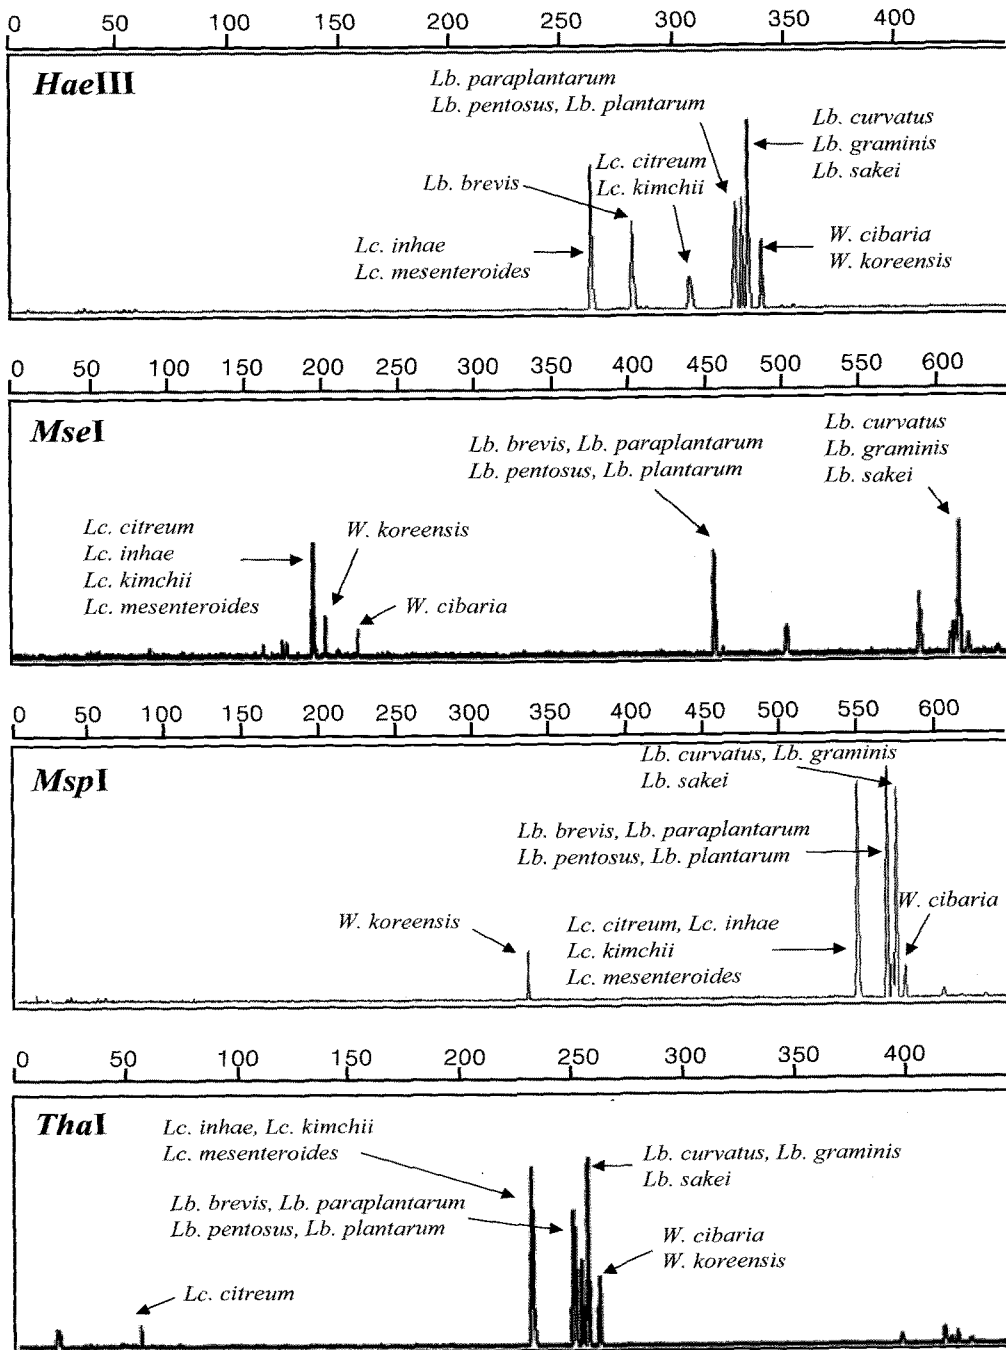 0 50 100 150 200 250 300 350 400
HaeIII
Lb. paraplantarum
Lb. pentosus, Lb. plantarum
Lb. curvatus
Lb. graminis
Lb. sakei
Lc. citreum
Lc. kimchii
Lb. brevis
Lc. inhae
Lc. mesenteroides
W. cibaria
W. koreensis
0 50 100 150 200 250 300 350 400 450 500 550 600
MseI
Lb. brevis, Lb. paraplantarum
Lb. pentosus, Lb. plantarum
Lb. curvatus
Lb. graminis
Lb. sakei
Lc. citreum
Lc. inhae
Lc. kimchii
Lc. mesenteroides
W. koreensis
W. cibaria
0 50 100 150 200 250 300 350 400 450 500 550 600
MspI
Lb. curvatus, Lb. graminis
Lb. sakei
Lb. brevis, Lb. paraplantarum
Lb. pentosus, Lb. plantarum
W. cibaria
W. koreensis
Lc. citreum, Lc. inhae
Lc. kimchii
Lc. mesenteroides
0 50 100 150 200 250 300 350 400
ThaI
Lc. inhae, Lc. kimchii
Lc. mesenteroides
Lb. curvatus, Lb. graminis
Lb. sakei
Lb. brevis, Lb. paraplantarum
Lb. pentosus, Lb. plantarum
W. cibaria
W. koreensis
Lc. citreum